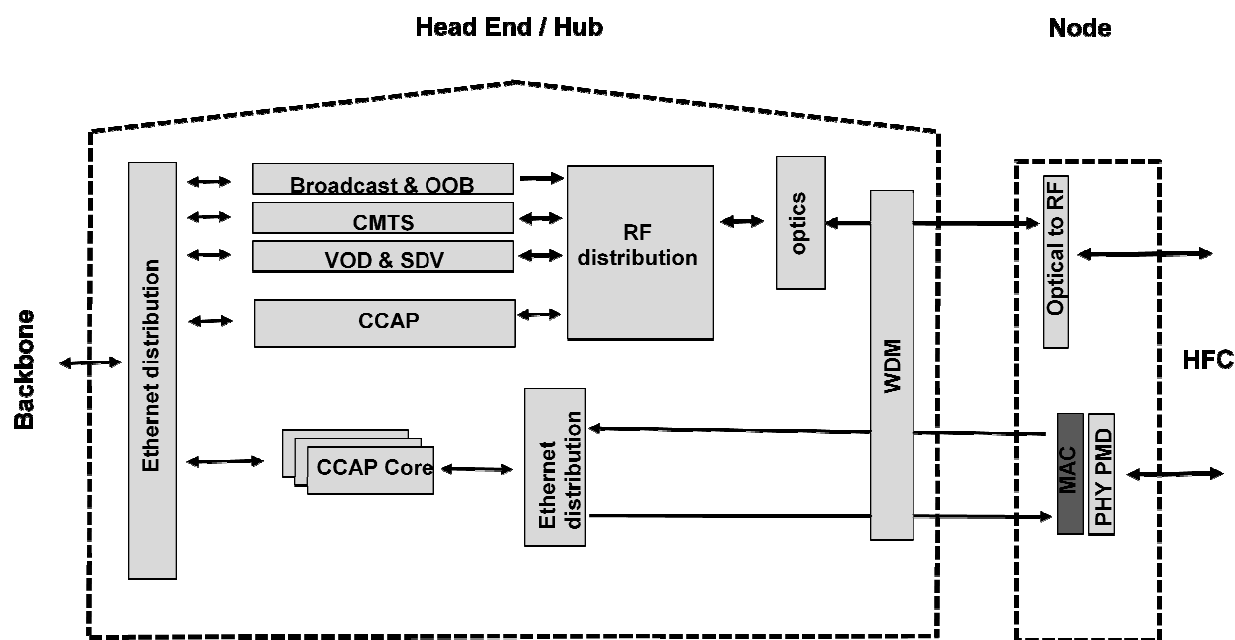 Head End / Hub
Node
Backbone
Ethernet distribution
Broadcast & OOB
CMTS
VOD & SDV
CCAP
RF
distribution
optics
WDM
Optical to RF
HFC
CCAP Core
Ethernet
distribution
MAC
PHY PMD